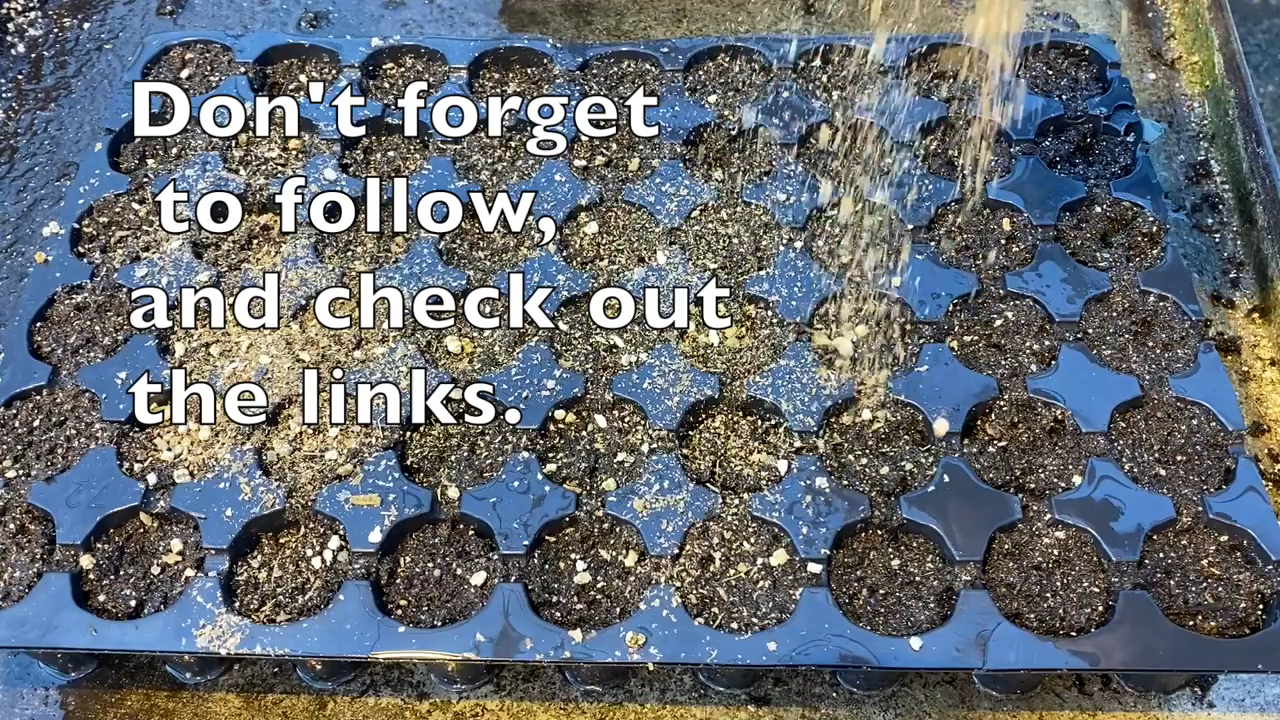 Don't forget
to follow,
and check out
the links.